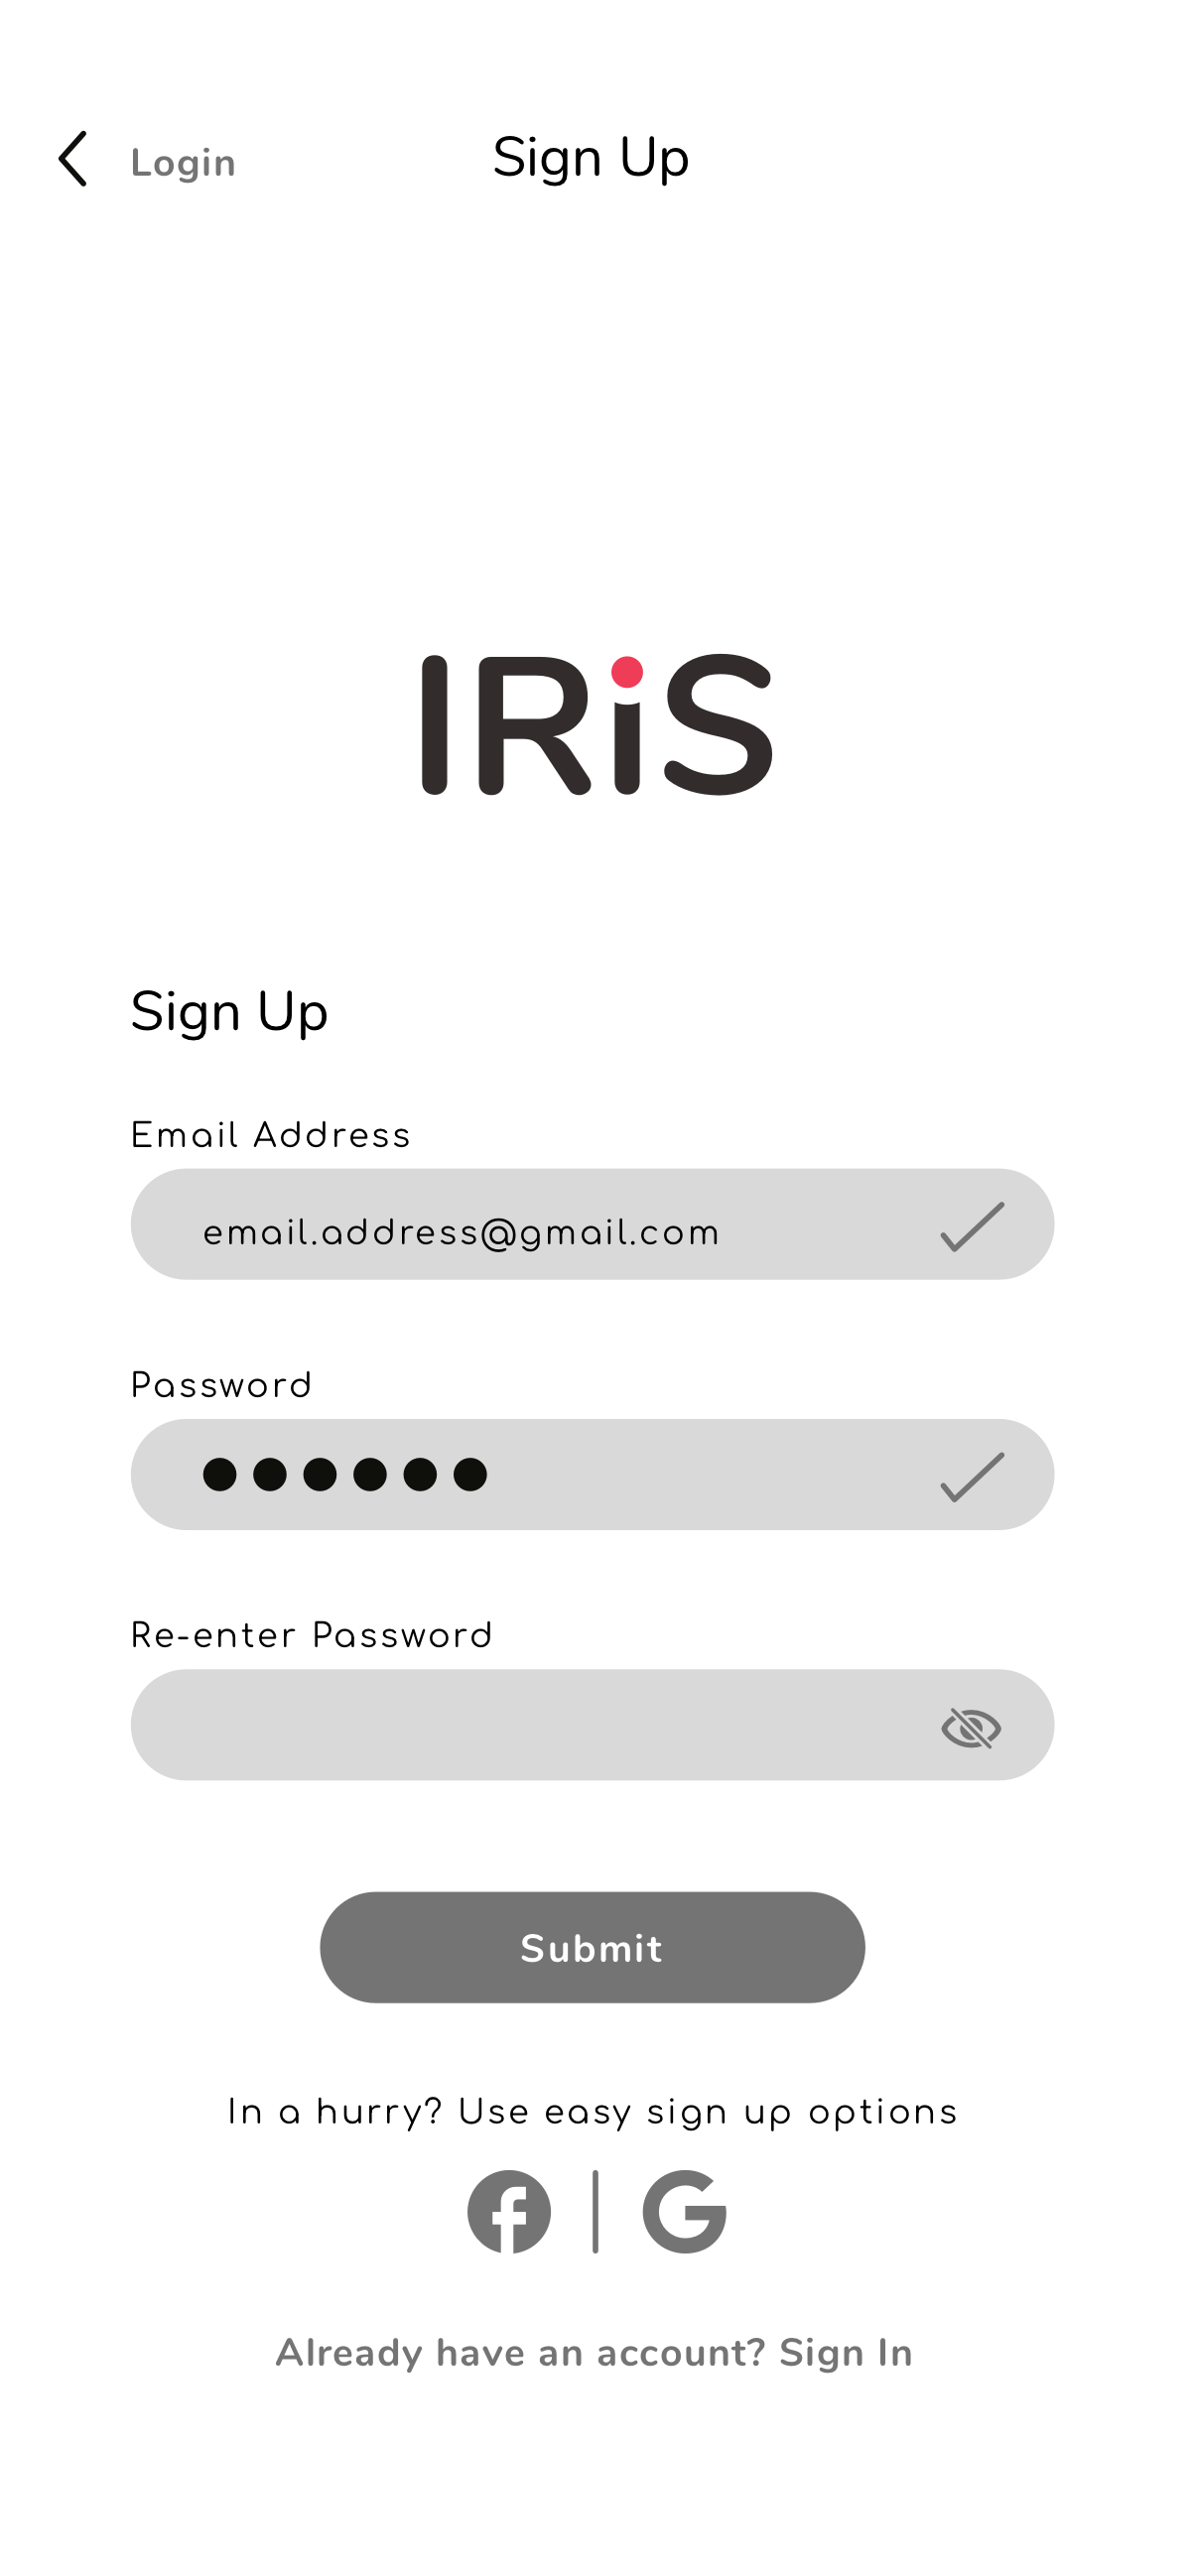 Login
Sign Up
IRiS
Sign Up
Email Address
email.address@gmail.com
Password
Re-enter Password
Submit
In a hurry? Use easy sign up options
Already have an account? Sign In